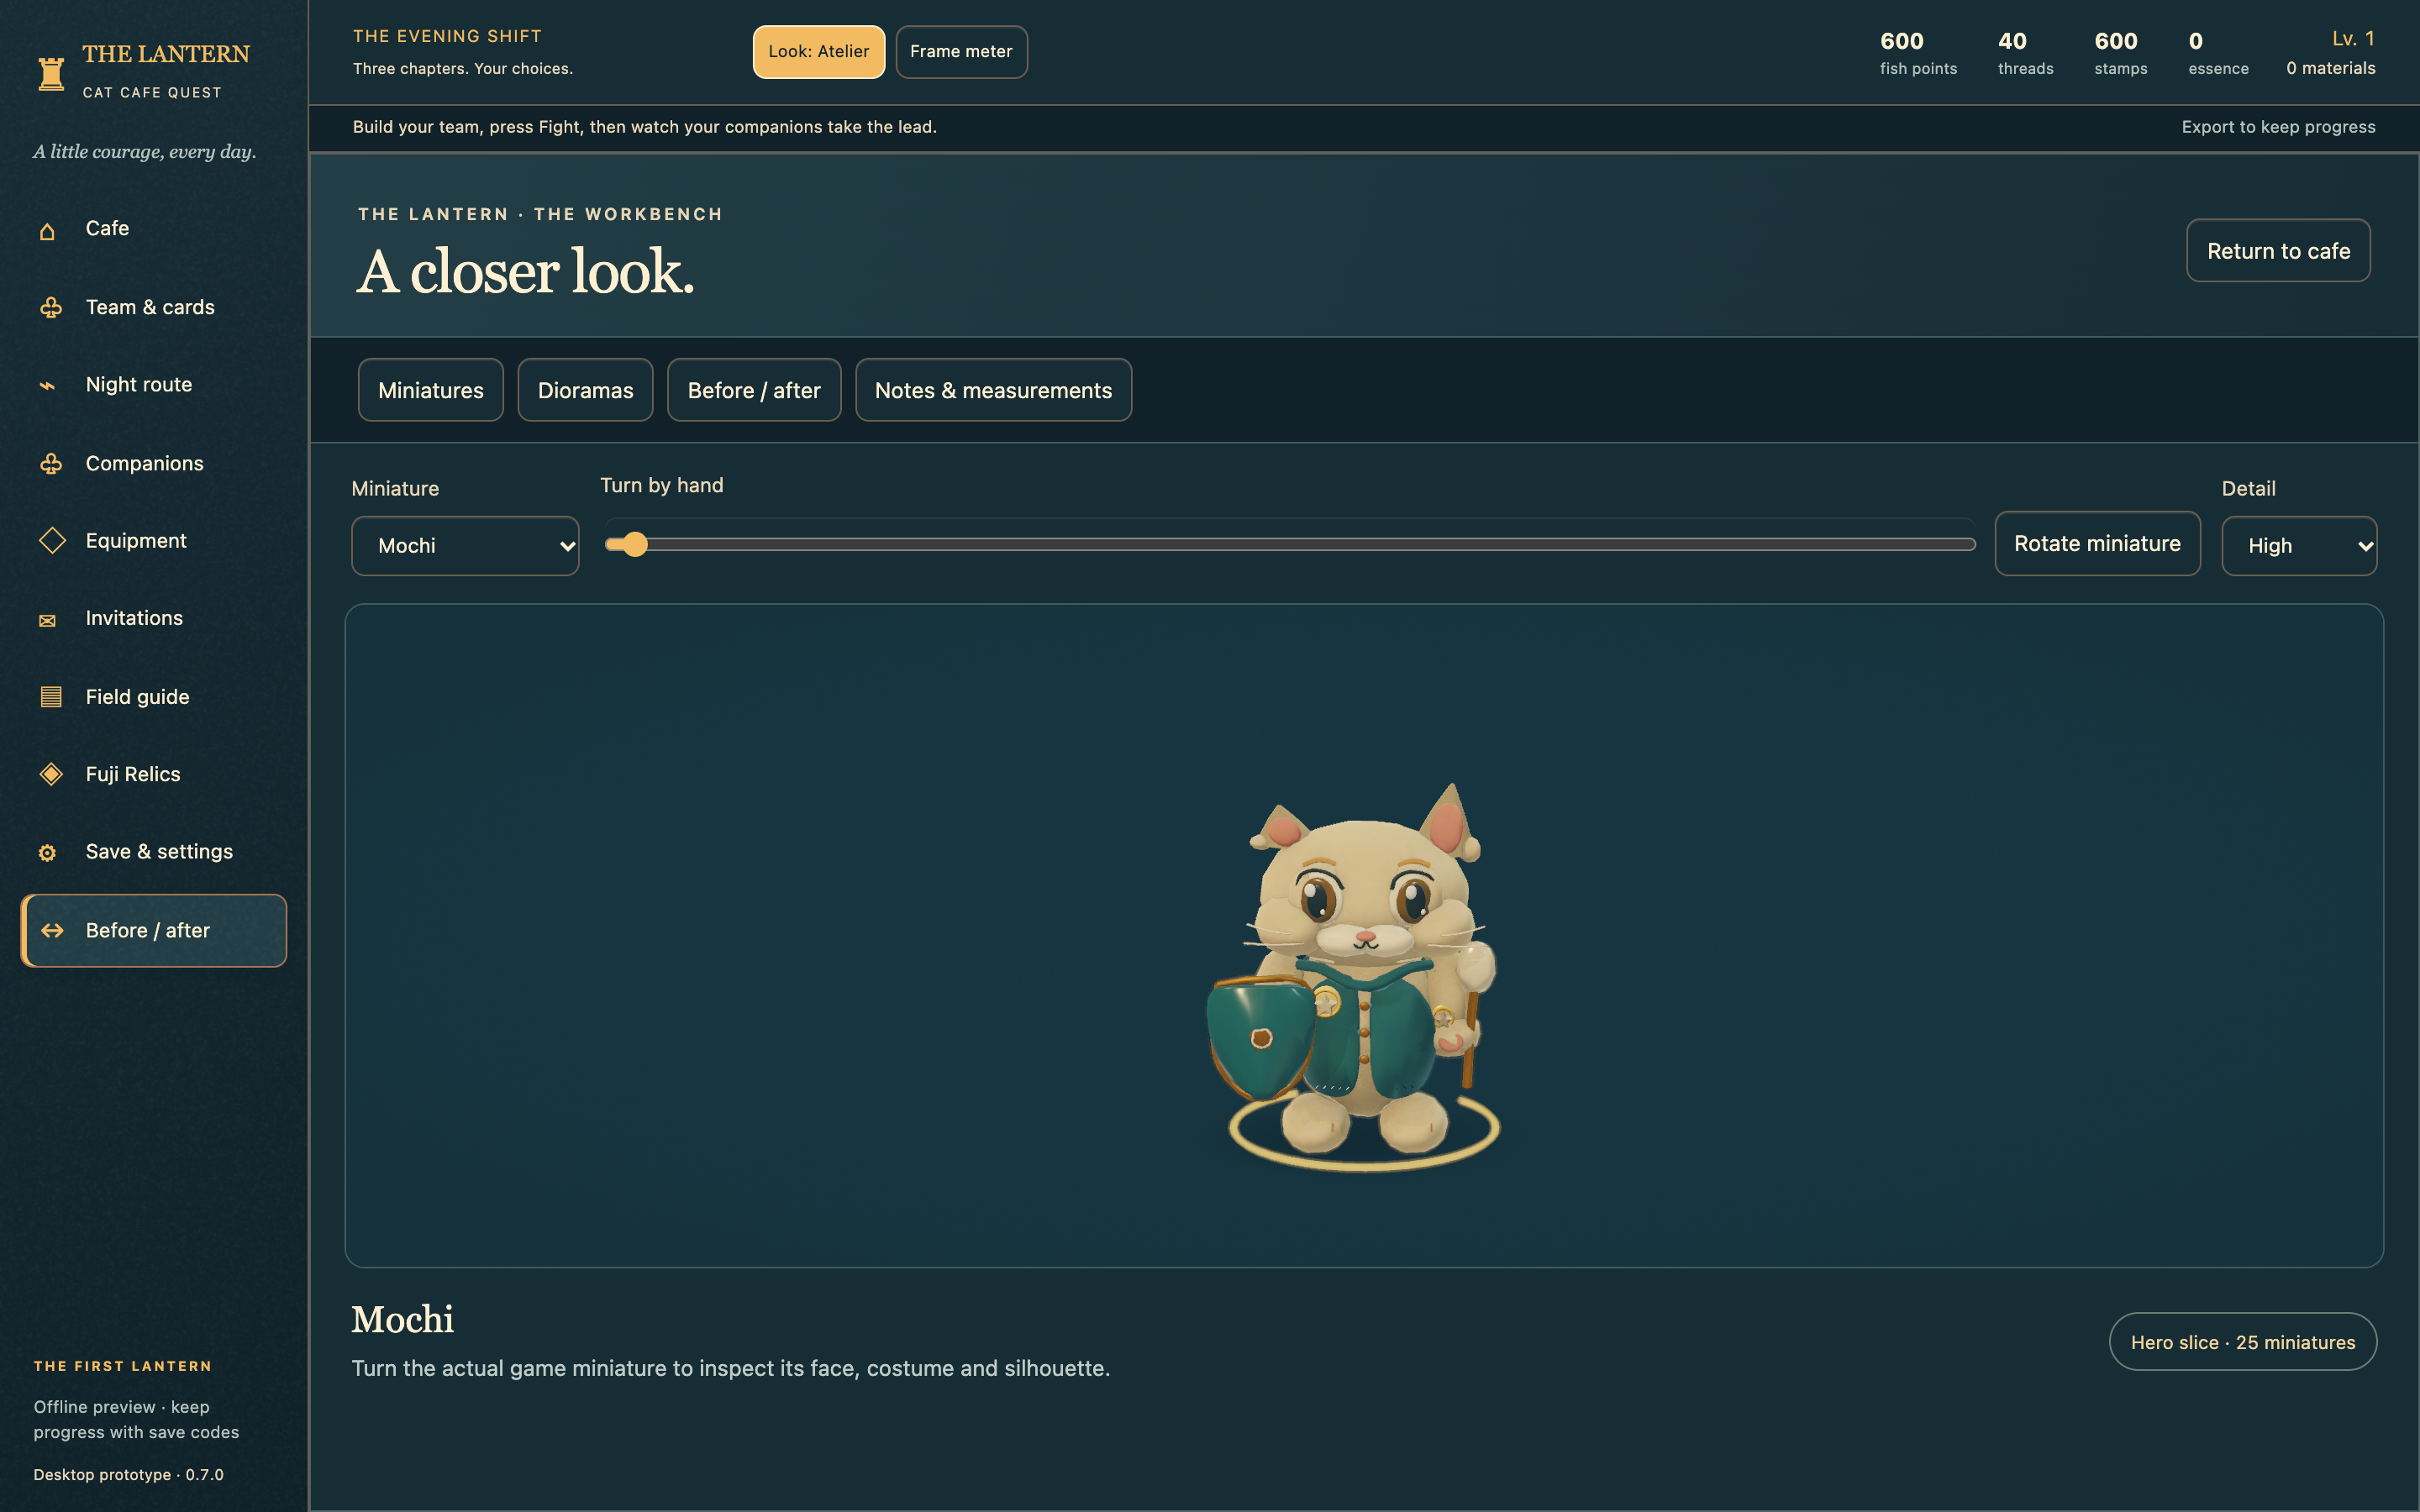 THE LANTERN
CAT CAFE QUEST
A little courage, every day.
Cafe
Team & cards
Night route
Companions
Equipment
Invitations
Field guide
Fuji Relics
Save & settings
Before / after
THE FIRST LANTERN
Offline preview · keep
progress with save codes
Desktop prototype · 0.7.0
THE EVENING SHIFT
Three chapters. Your choices.
Look: Atelier
Frame meter
600
fish points
40
threads
600
stamps
0
essence
Lv. 1
0 materials
Build your team, press Fight, then watch your companions take the lead.
Export to keep progress
THE LANTERN · THE WORKBENCH
A closer look.
Return to cafe
Miniatures
Dioramas
Before / after
Notes & measurements
Miniature
Mochi
Turn by hand
Rotate miniature
Detail
High
Mochi
Turn the actual game miniature to inspect its face, costume and silhouette.
Hero slice · 25 miniatures